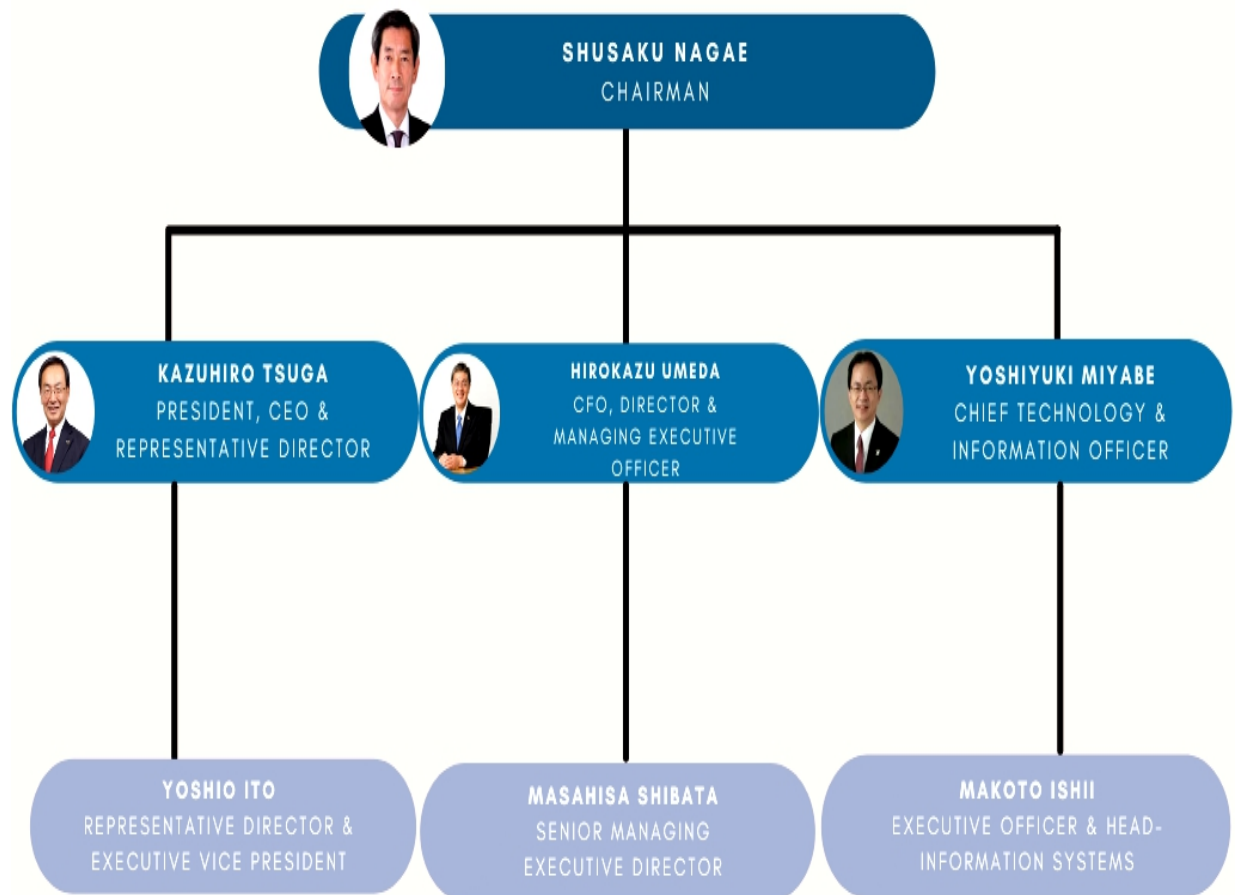 SHUSAKU NAGAE
CHAIRMAN
KAZUHIRO TSUGA
PRESIDENT, CEO &
REPRESENTATIVE DIRECTOR
HIROKAZU UMEDA
CFO, DIRECTOR &
MANAGING EXECUTIVE
OFFICER
YOSHIYUKI MIYABE
CHIEF TECHNOLOGY &
INFORMATION OFFICER
YOSHIO ITO
REPRESENTATIVE DIRECTOR &
EXECUTIVE VICE PRESIDENT
MASAHISA SHIBATA
SENIOR MANAGING
EXECUTIVE DIRECTOR
MAKOTO ISHII
EXECUTIVE OFFICER & HEAD-
INFORMATION SYSTEMS